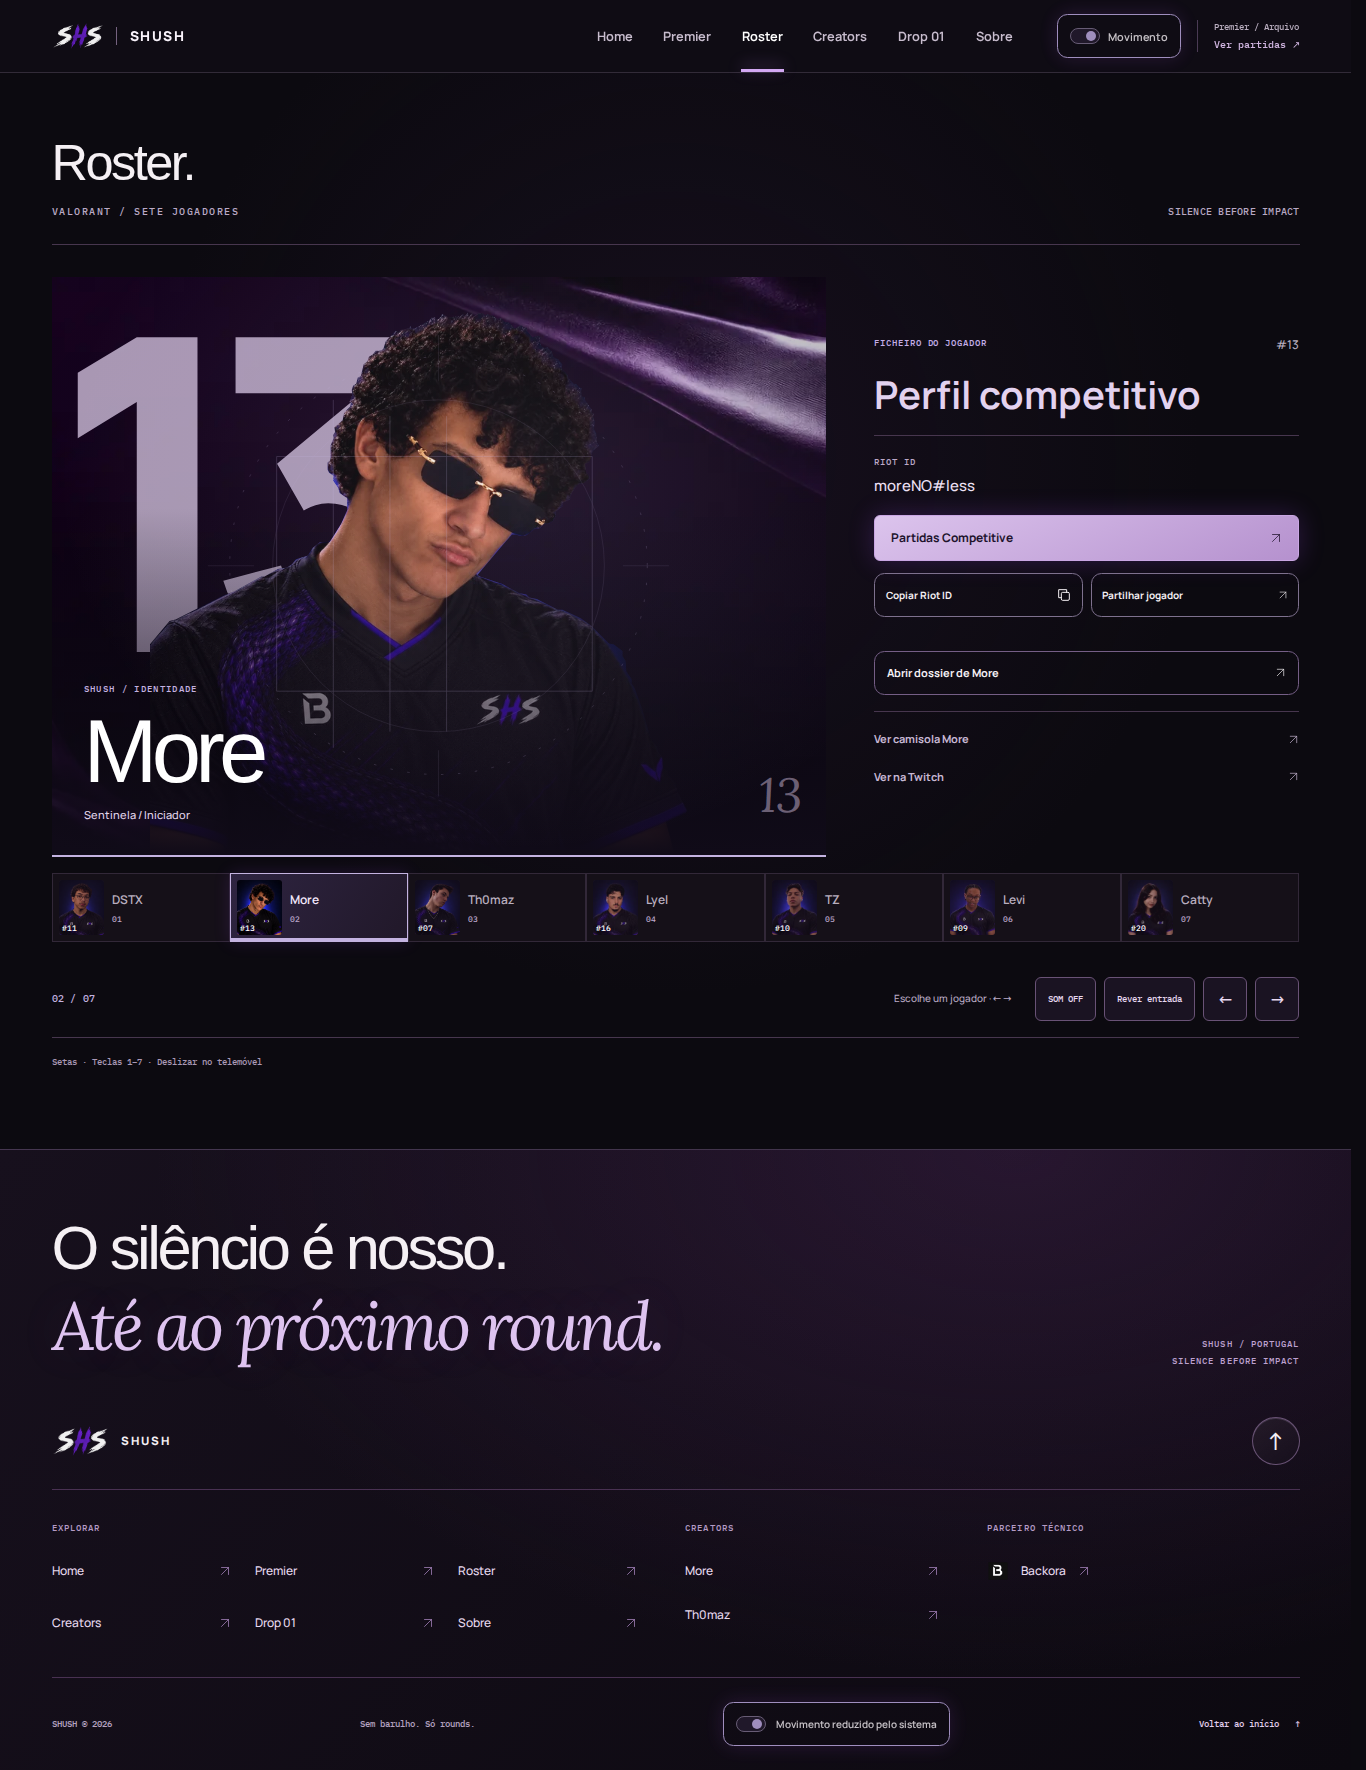 SHS SHUSH
Home Premier Roster Creators Drop 01 Sobre
Movimento
Premier / Arquivo
Ver partidas ↗
Roster.
VALORANT / SETE JOGADORES
SILENCE BEFORE IMPACT
13
SHUSH / IDENTIDADE
More
Sentinela / Iniciador
B SHS
13
FICHEIRO DO JOGADOR
#13
Perfil competitivo
RIOT ID
moreNO#less
Partidas Competitive
Copiar Riot ID
Partilhar jogador
Abrir dossier de More
Ver camisola More
Ver na Twitch
#11 DSTX 01
#13 More 02
#07 Th0maz 03
#16 Lyel 04
#10 TZ 05
#09 Levi 06
#20 Catty 07
02 / 07
Escolhe um jogador · ← →
SOM OFF
Rever entrada
← →
Setas · Teclas 1–7 · Deslizar no telemóvel
O silêncio é nosso.
Até ao próximo round.
SHUSH / PORTUGAL
SILENCE BEFORE IMPACT
SHS SHUSH
↑
EXPLORAR
Home Premier Roster
Creators Drop 01 Sobre
CREATORS
More
Th0maz
PARCEIRO TÉCNICO
B Backora
SHUSH © 2026
Sem barulho. Só rounds.
Movimento reduzido pelo sistema
Voltar ao início ↑